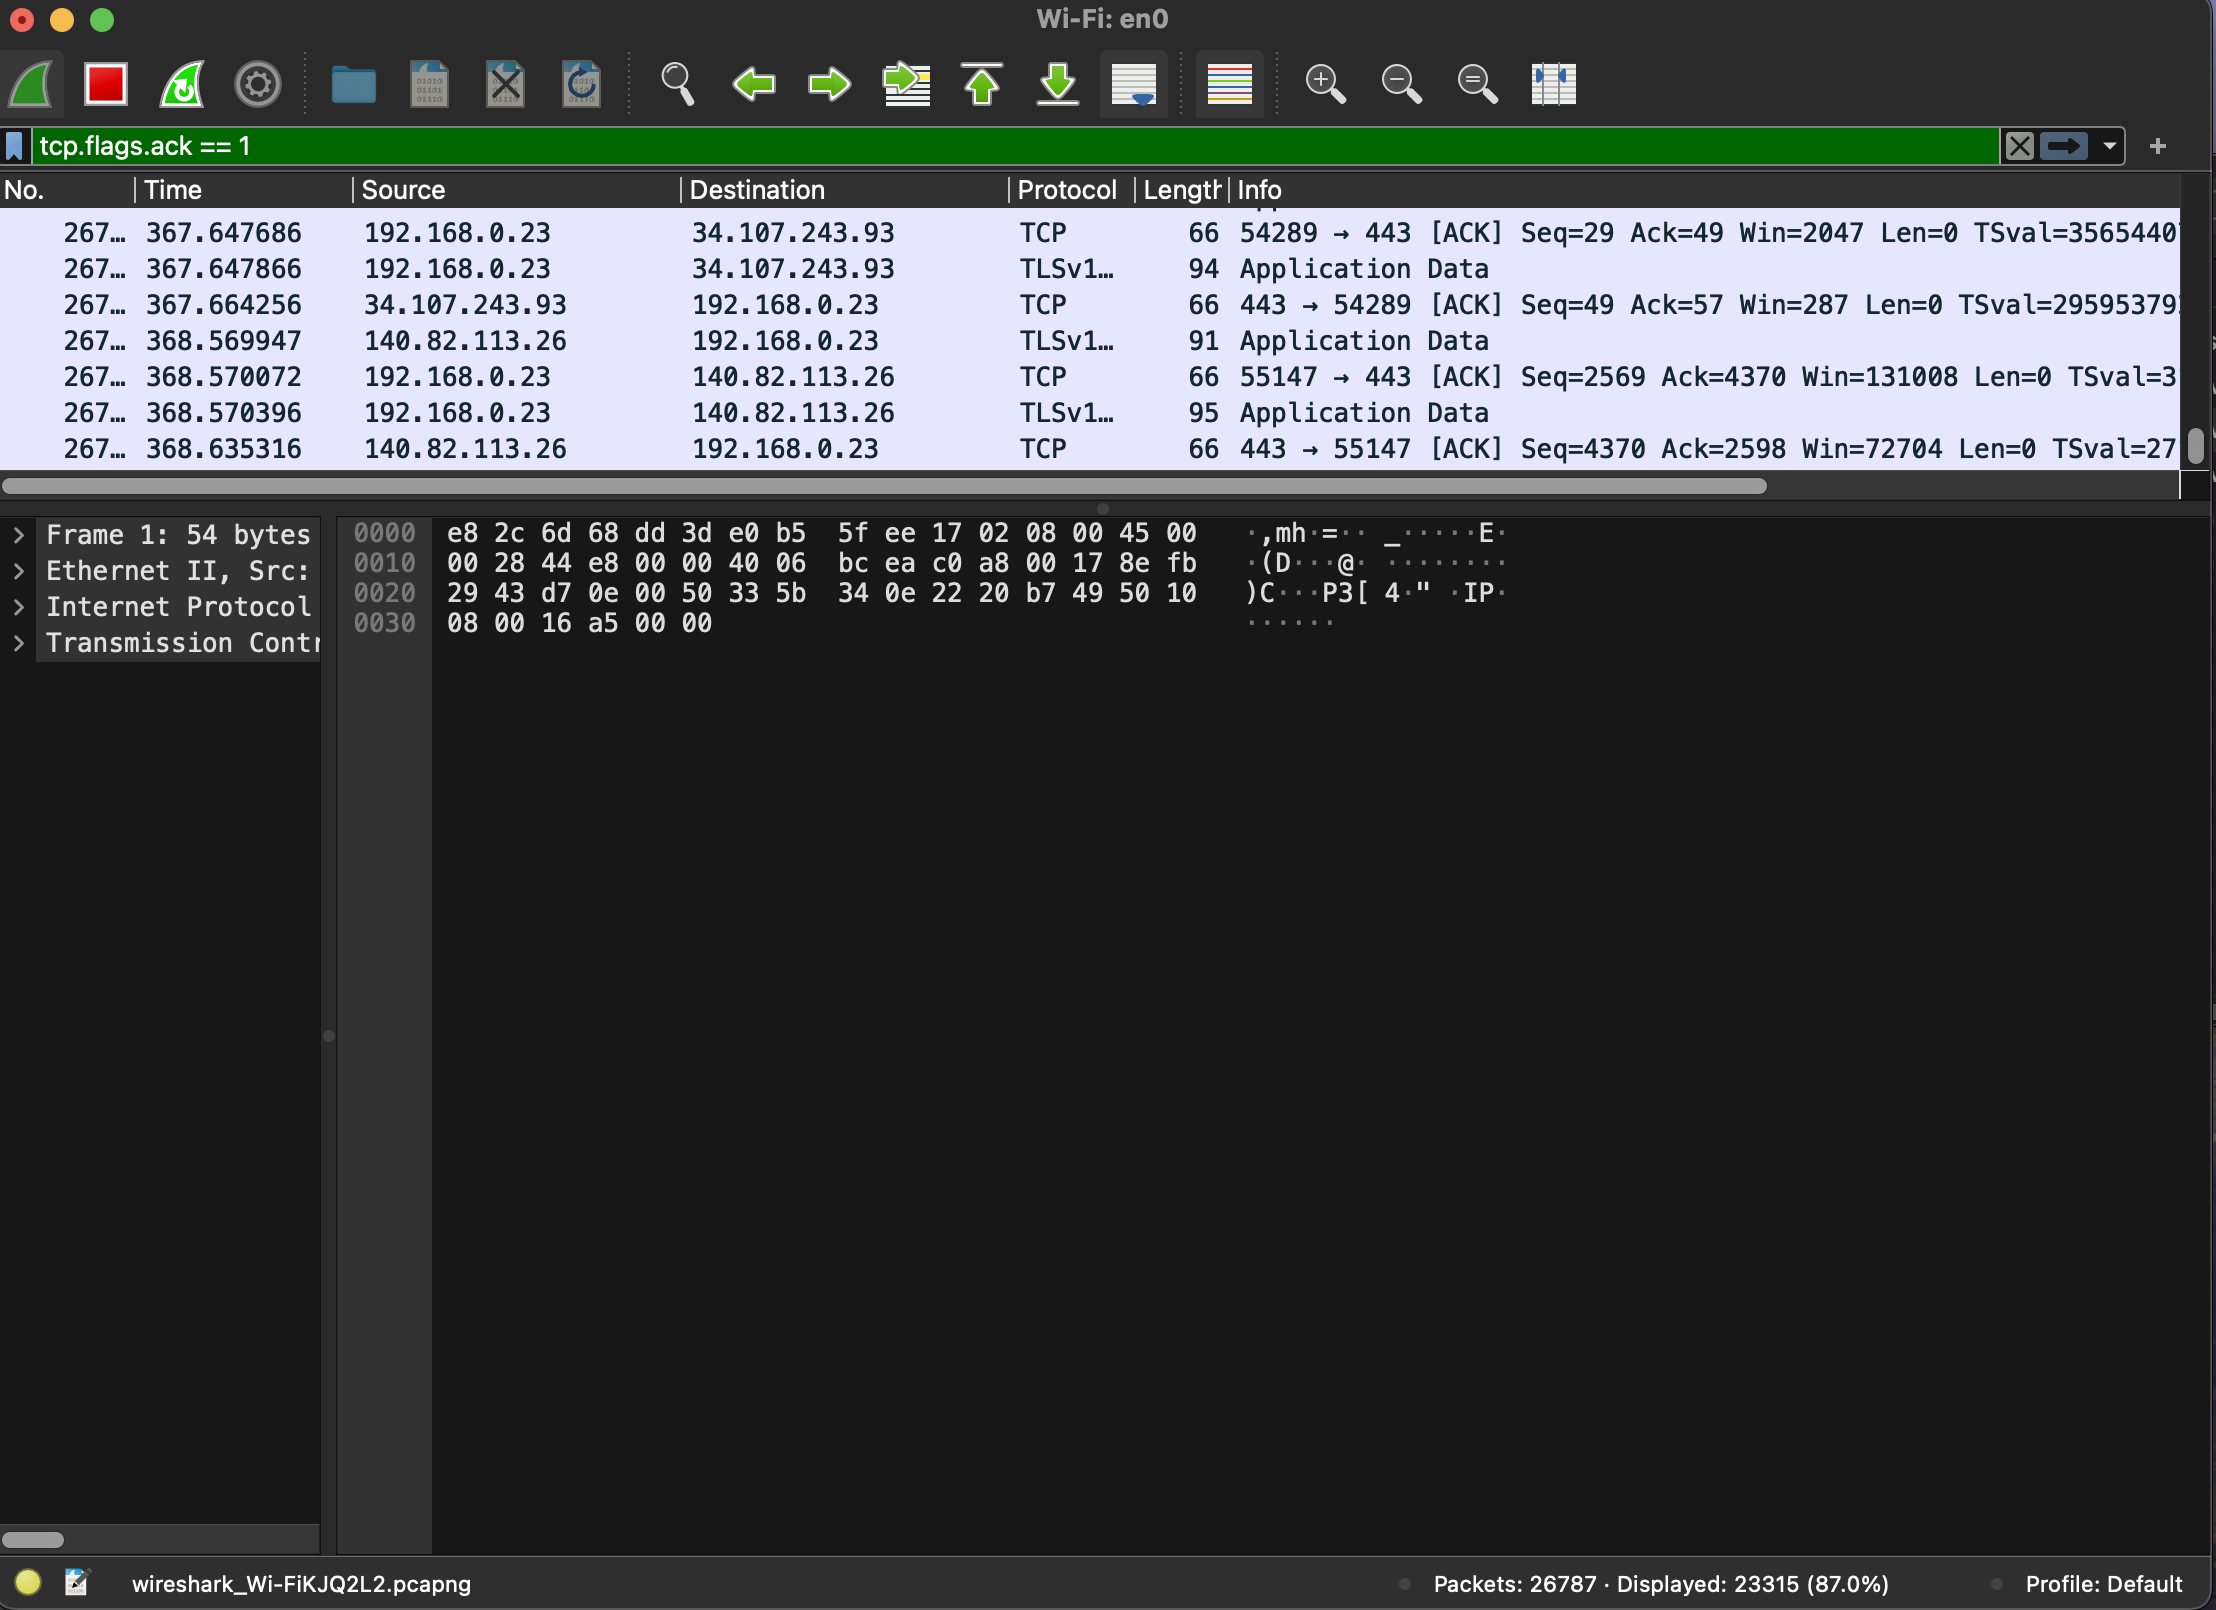 Wi-Fi: en0
tcp.flags.ack == 1
No. Time Source Destination Protocol Length Info
267… 367.647686 192.168.0.23 34.107.243.93 TCP 66 54289 → 443 [ACK] Seq=29 Ack=49 Win=2047 Len=0 TSval=3565440
267… 367.647866 192.168.0.23 34.107.243.93 TLSv1… 94 Application Data
267… 367.664256 34.107.243.93 192.168.0.23 TCP 66 443 → 54289 [ACK] Seq=49 Ack=57 Win=287 Len=0 TSval=29595379
267… 368.569947 140.82.113.26 192.168.0.23 TLSv1… 91 Application Data
267… 368.570072 192.168.0.23 140.82.113.26 TCP 66 55147 → 443 [ACK] Seq=2569 Ack=4370 Win=131008 Len=0 TSval=3
267… 368.570396 192.168.0.23 140.82.113.26 TLSv1… 95 Application Data
267… 368.635316 140.82.113.26 192.168.0.23 TCP 66 443 → 55147 [ACK] Seq=4370 Ack=2598 Win=72704 Len=0 TSval=27
Frame 1: 54 bytes
Ethernet II, Src:
Internet Protocol
Transmission Contr
0000 e8 2c 6d 68 dd 3d e0 b5 5f ee 17 02 08 00 45 00 ·,mh·=·· _·····E·
0010 00 28 44 e8 00 00 40 06 bc ea c0 a8 00 17 8e fb ·(D···@· ········
0020 29 43 d7 0e 00 50 33 5b 34 0e 22 20 b7 49 50 10 )C···P3[ 4·" ·IP·
0030 08 00 16 a5 00 00 ······
wireshark_Wi-FiKJQ2L2.pcapng
Packets: 26787 · Displayed: 23315 (87.0%)
Profile: Default